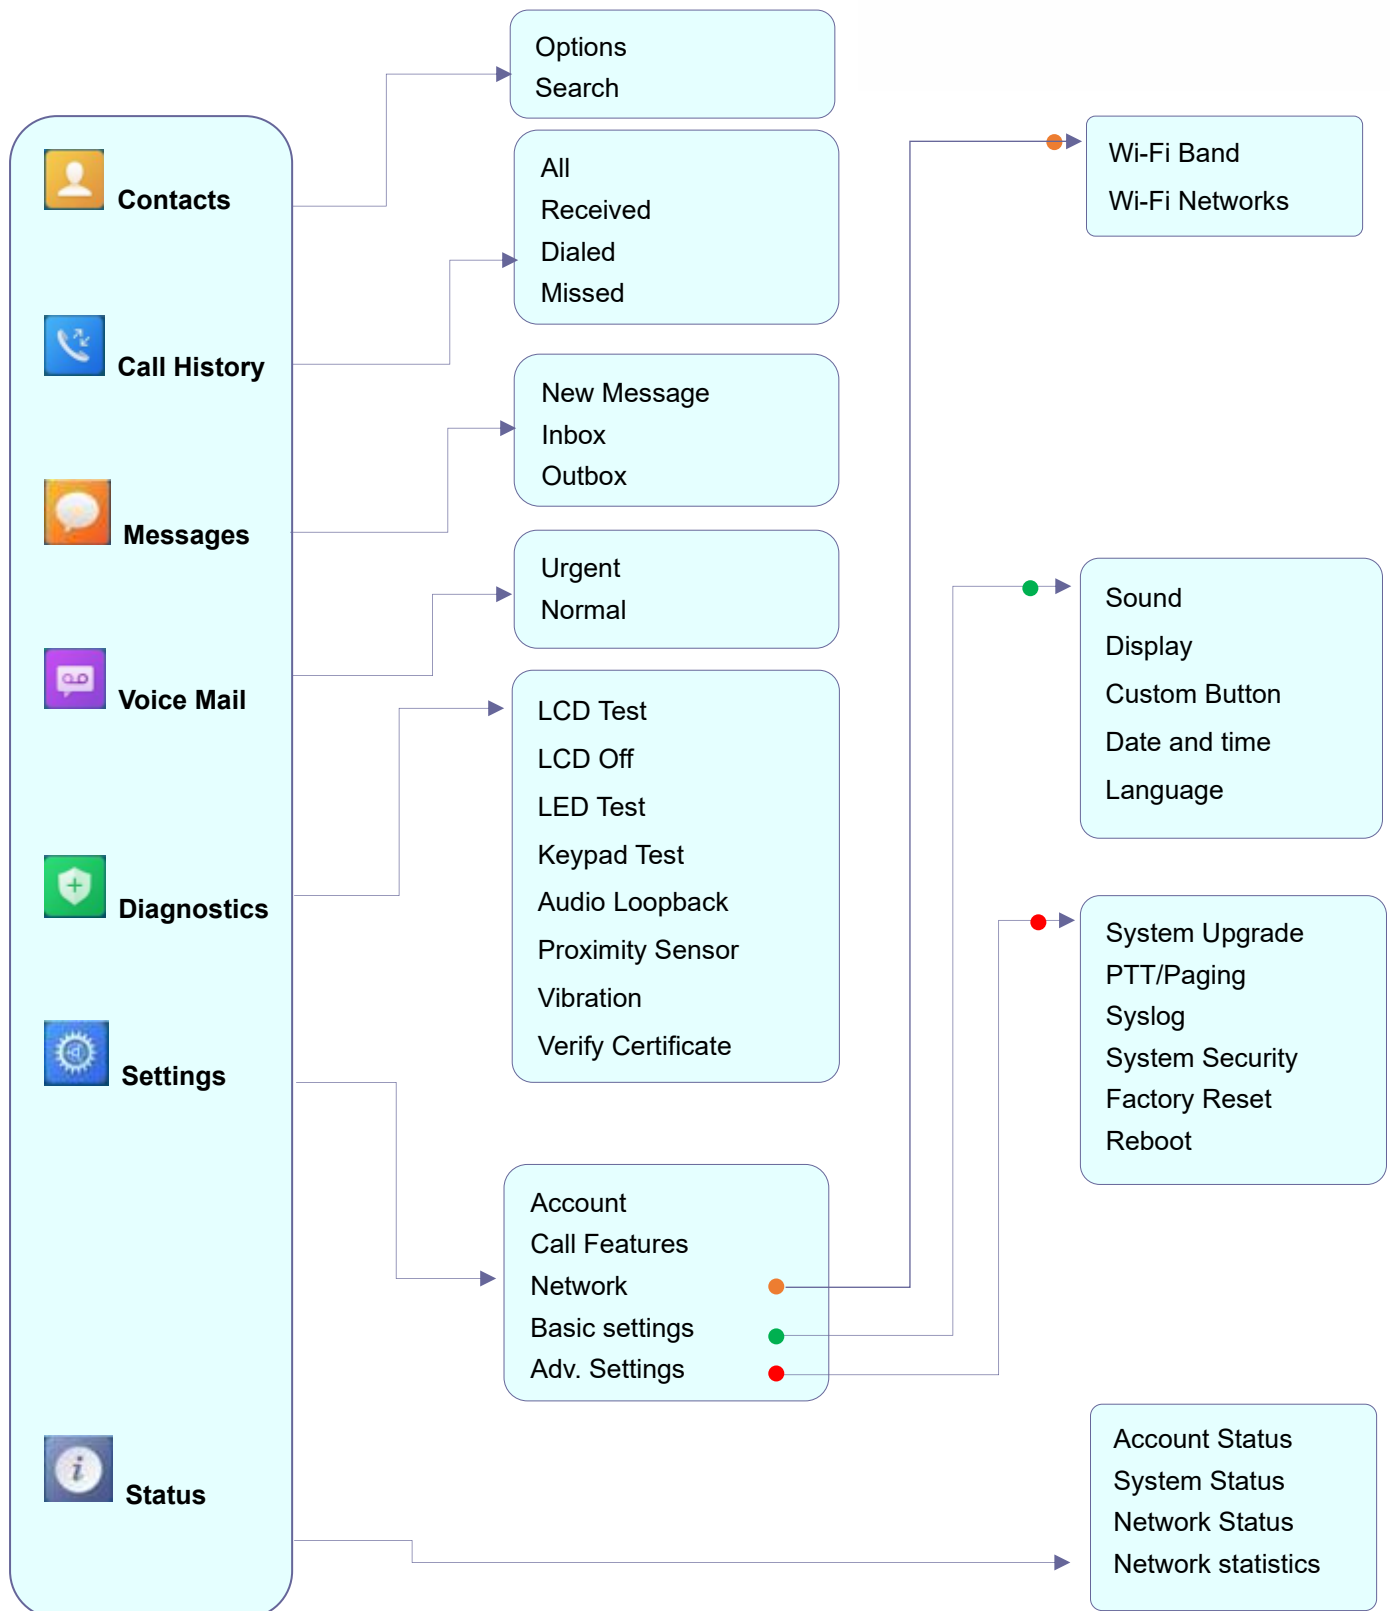 Contacts
Call History
Messages
Voice Mail
Diagnostics
Settings
Status
Options
Search
All
Received
Dialed
Missed
New Message
Inbox
Outbox
Urgent
Normal
LCD Test
LCD Off
LED Test
Keypad Test
Audio Loopback
Proximity Sensor
Vibration
Verify Certificate
Account
Call Features
Network
Basic settings
Adv. Settings
Wi-Fi Band
Wi-Fi Networks
Sound
Display
Custom Button
Date and time
Language
System Upgrade
PTT/Paging
Syslog
System Security
Factory Reset
Reboot
Account Status
System Status
Network Status
Network statistics